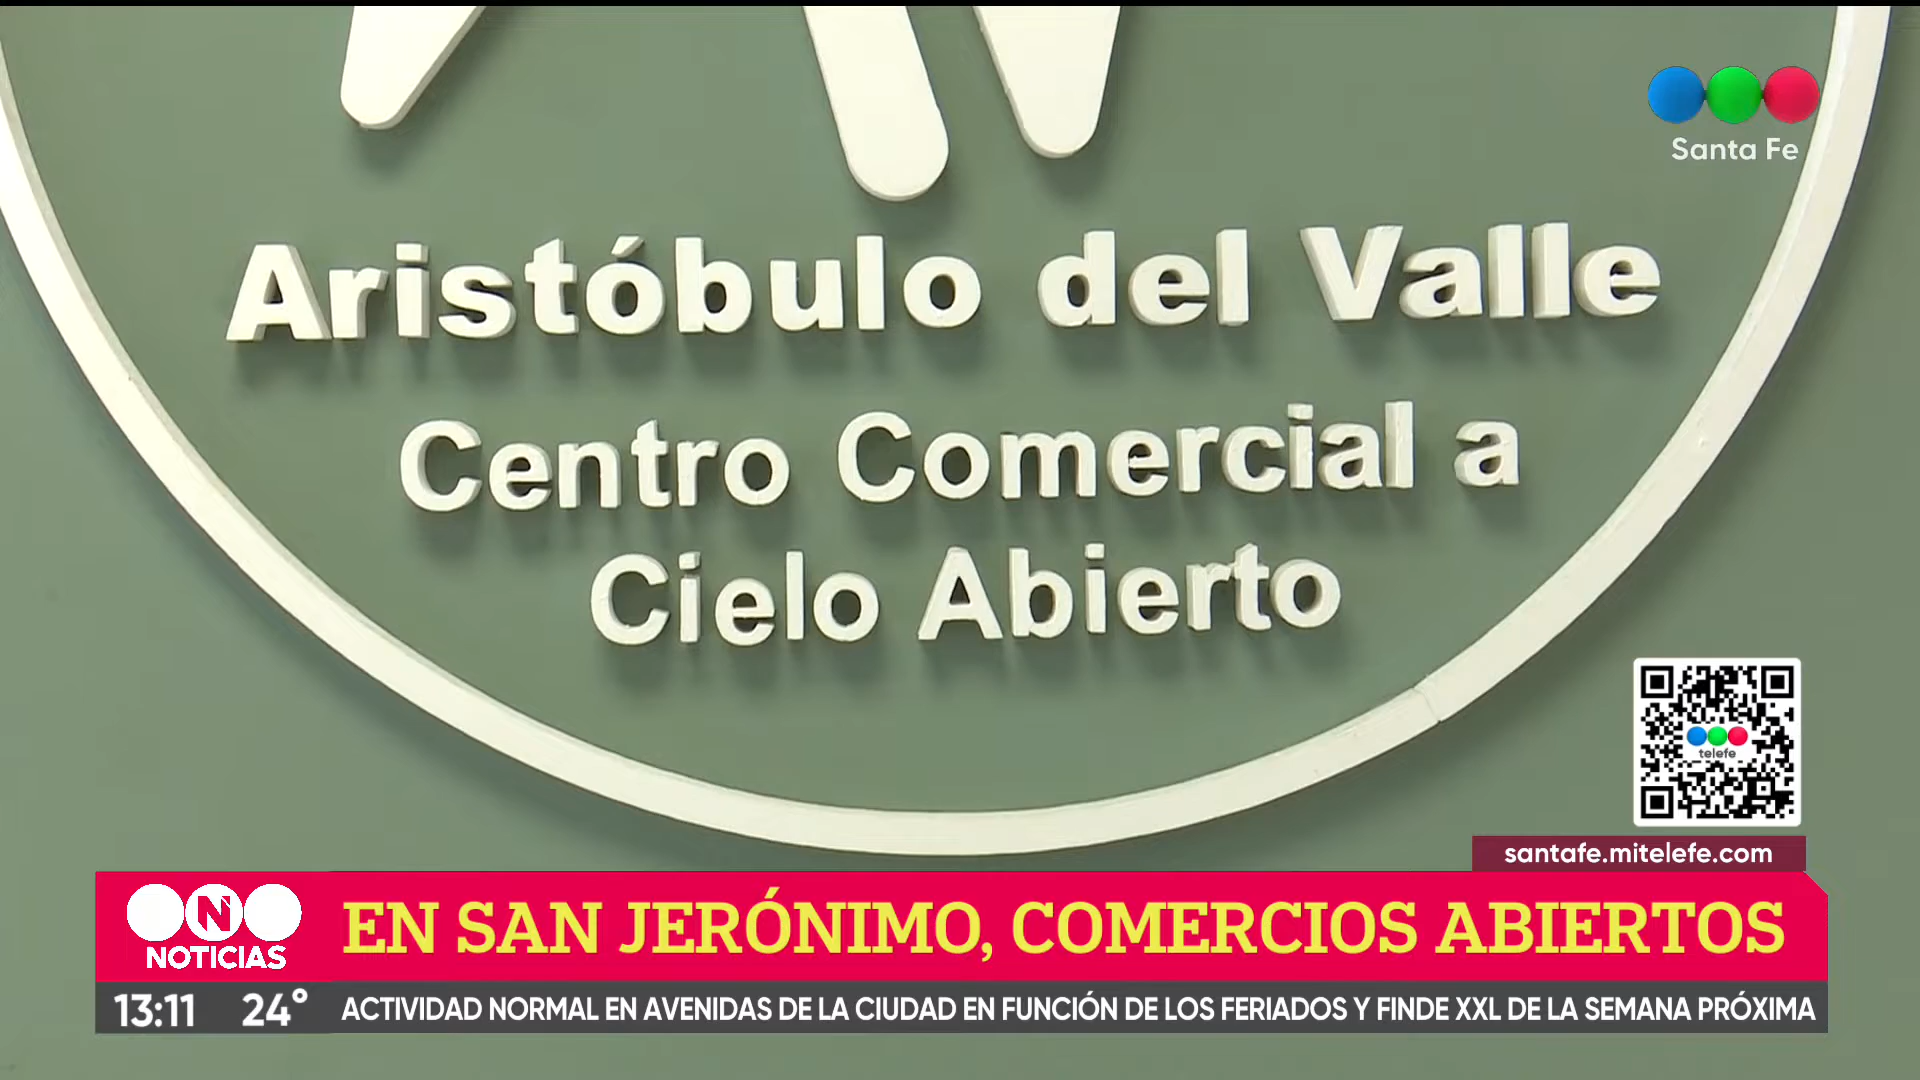 Santa Fe
Aristóbulo del Valle
Centro Comercial a
Cielo Abierto
telefe
santafe.mitelefe.com
N
NOTICIAS
EN SAN JERÓNIMO, COMERCIOS ABIERTOS
13:11 24° ACTIVIDAD NORMAL EN AVENIDAS DE LA CIUDAD EN FUNCIÓN DE LOS FERIADOS Y FINDE XXL DE LA SEMANA PRÓXIMA